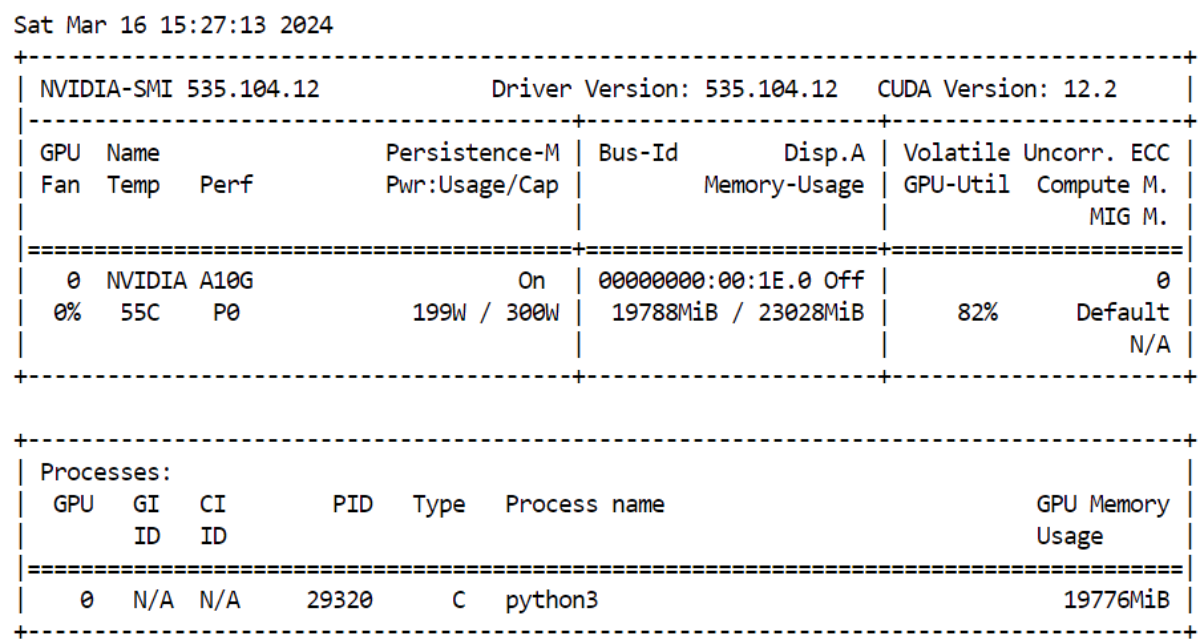 Sat Mar 16 15:27:13 2024
+---------------------------------------------------------------------------------------+
| NVIDIA-SMI 535.104.12             Driver Version: 535.104.12   CUDA Version: 12.2     |
|-----------------------------------------+----------------------+----------------------+
| GPU  Name                 Persistence-M | Bus-Id        Disp.A | Volatile Uncorr. ECC |
| Fan  Temp   Perf          Pwr:Usage/Cap |         Memory-Usage | GPU-Util  Compute M. |
|                                         |                      |               MIG M. |
|=========================================+======================+======================|
|   0  NVIDIA A10G                    On  | 00000000:00:1E.0 Off |                    0 |
|  0%   55C    P0             199W / 300W |  19788MiB / 23028MiB |     82%      Default |
|                                         |                      |                  N/A |
+-----------------------------------------+----------------------+----------------------+

+---------------------------------------------------------------------------------------+
| Processes:                                                                            |
|  GPU   GI   CI        PID   Type   Process name                            GPU Memory |
|        ID   ID                                                             Usage      |
|=======================================================================================|
|    0   N/A  N/A     29320      C   python3                                   19776MiB |
+---------------------------------------------------------------------------------------+